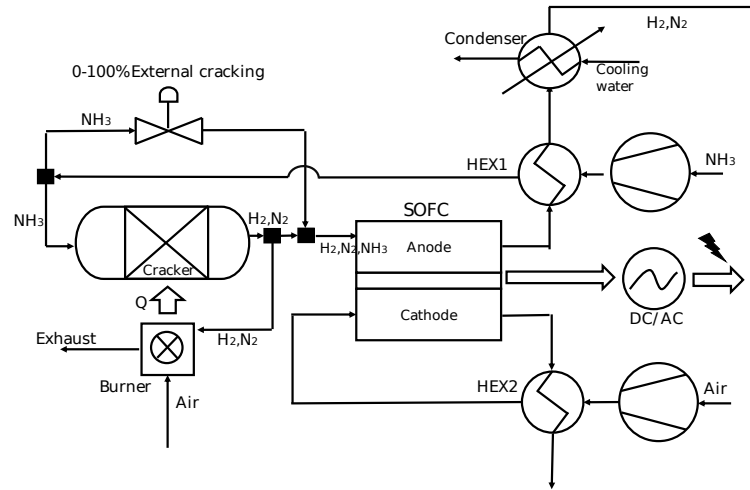 H₂,N₂
Condenser
Cooling
water
0-100%External cracking
NH₃
HEX1
NH₃
NH₃
H₂,N₂
SOFC
H₂,N₂,NH₃
Anode
Cracker
Q
Cathode
DC/AC
Exhaust
H₂,N₂
Burner
HEX2
Air
Air